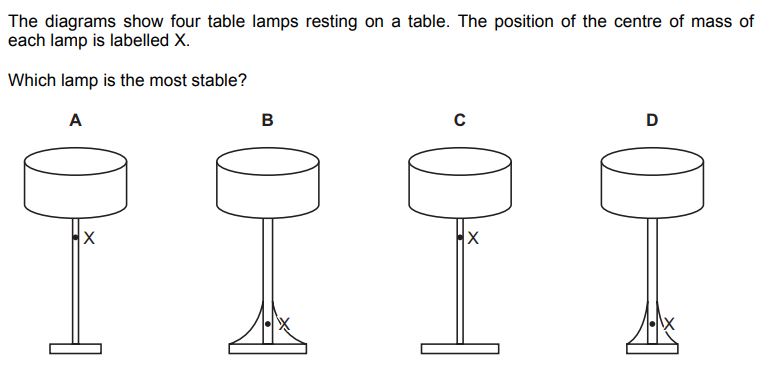 The diagrams show four table lamps resting on a table. The position of the centre of mass of
each lamp is labelled X.
Which lamp is the most stable?
A B C D
X X
X X